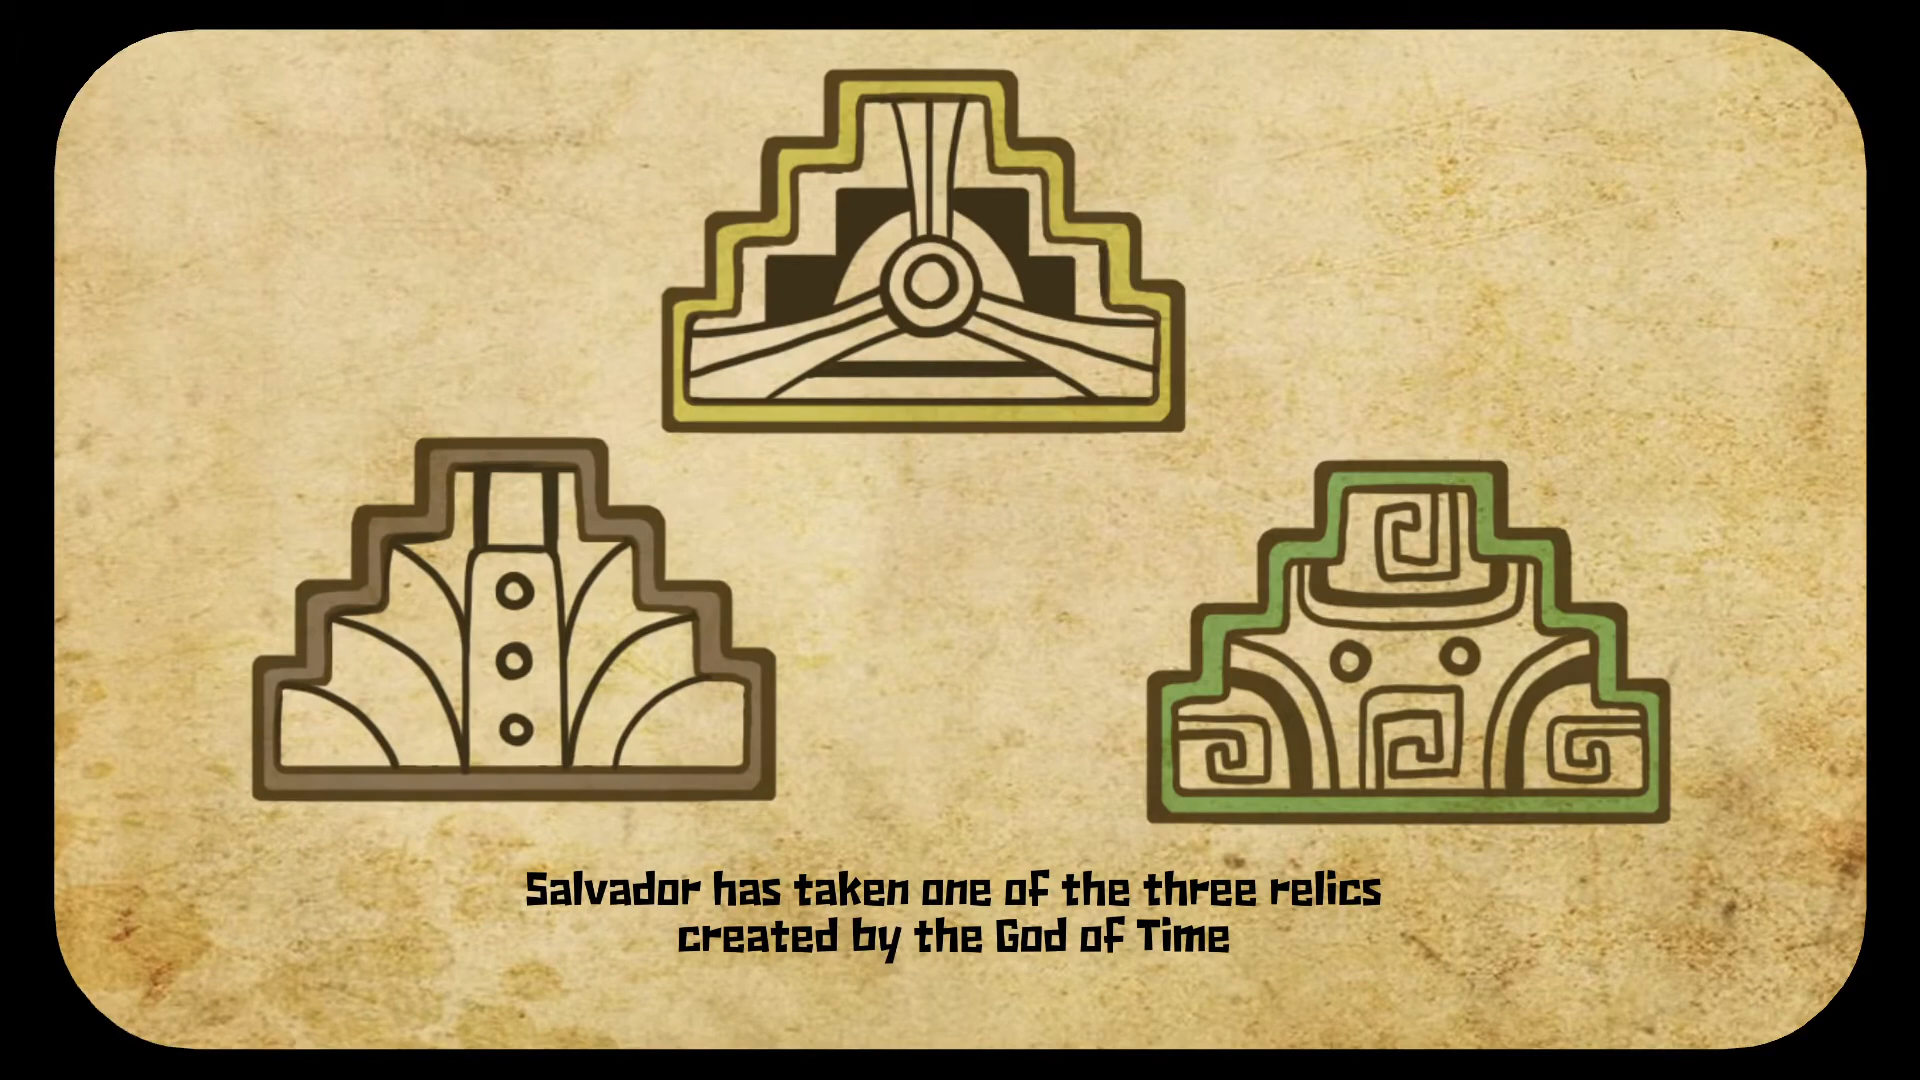 Salvador has taken one of the three relics
created by the God of Time